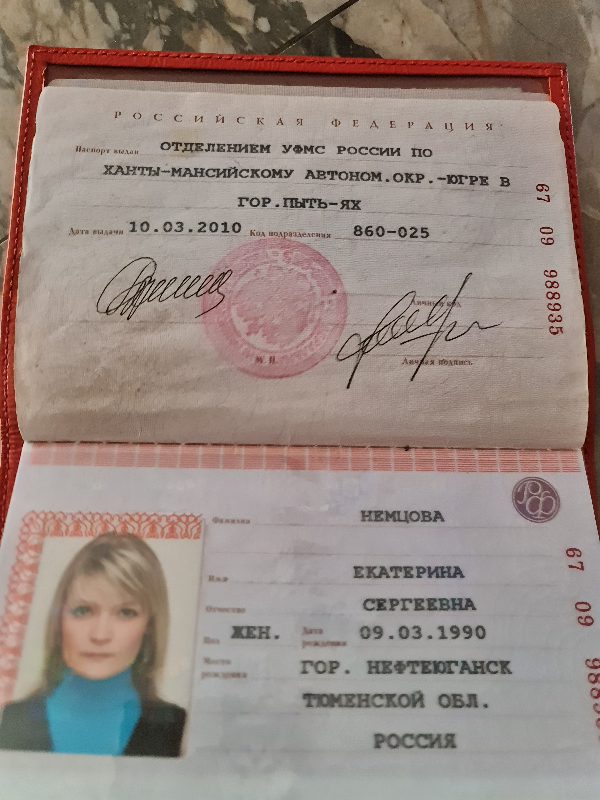 РОССИЙСКАЯ ФЕДЕРАЦИЯ
Паспорт выдан ОТДЕЛЕНИЕМ УФМС РОССИИ ПО
ХАНТЫ-МАНСИЙСКОМУ АВТОНОМ.ОКР.-ЮГРЕ В
ГОР.ПЫТЬ-ЯХ
Дата выдачи 10.03.2010 Код подразделения 860-025
67 09 988935
Личный код
М.П.
Личная подпись
Фамилия НЕМЦОВА
Имя ЕКАТЕРИНА
Отчество СЕРГЕЕВНА
Пол ЖЕН. Дата рождения 09.03.1990
Место рождения ГОР. НЕФТЕЮГАНСК
ТЮМЕНСКОЙ ОБЛ.
РОССИЯ
67 09